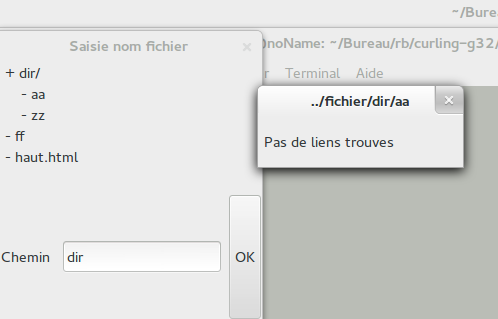 ~/Bure
Saisie nom fichier
noName: ~/Bureau/rb/curling-g32/
Terminal Aide
+ dir/
- aa
- zz
- ff
- haut.html
../fichier/dir/aa
Pas de liens trouves
Chemin
dir
OK